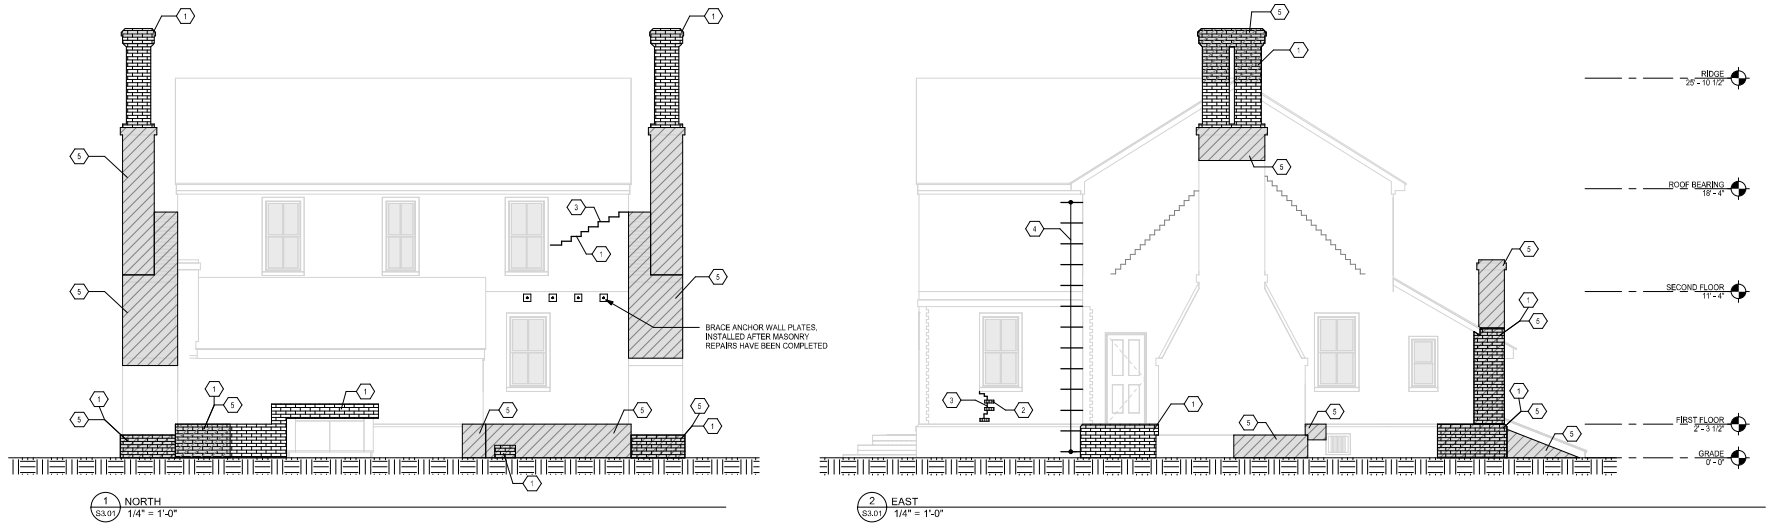 1
1
5
3
1
5
5
5
BRACE ANCHOR WALL PLATES,
INSTALLED AFTER MASONRY
REPAIRS HAVE BEEN COMPLETED
1
1
1
5
5
5
5
5
1
1
1
NORTH
S3.01
1/4" = 1'-0"
5
1
5
4
5
1
5
3
2
1
5
5
1
5
5
2
EAST
S3.01
1/4" = 1'-0"
RIDGE
25' - 10 1/2"
ROOF BEARING
18' - 4"
SECOND FLOOR
11' - 4"
FIRST FLOOR
2' - 3 1/2"
GRADE
0' - 0"